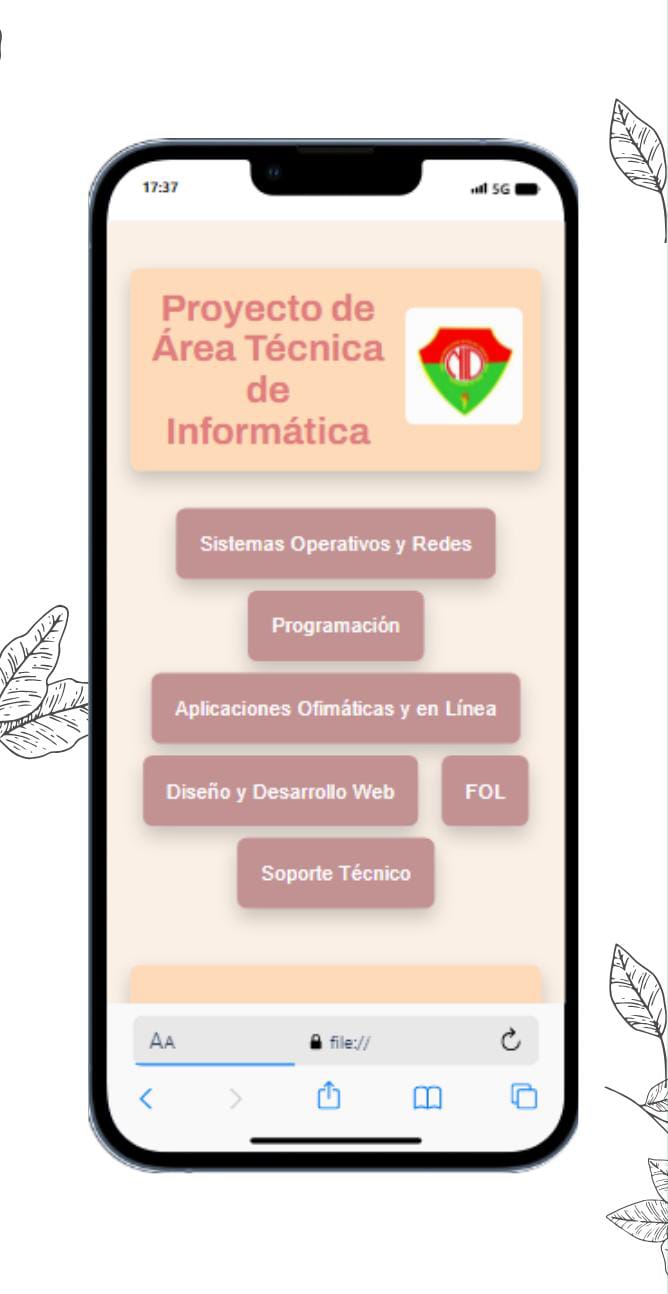 17:37
5G
Proyecto de
Área Técnica
de
Informática
Sistemas Operativos y Redes
Programación
Aplicaciones Ofimáticas y en Línea
Diseño y Desarrollo Web
FOL
Soporte Técnico
AA
file://